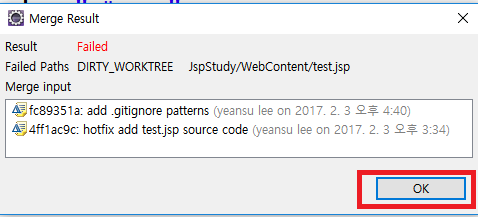 Merge Result
Result Failed
Failed Paths DIRTY_WORKTREE JspStudy/WebContent/test.jsp
Merge input
fc89351a: add .gitignore patterns (yeansu lee on 2017. 2. 3 오후 4:40)
4ff1ac9c: hotfix add test.jsp source code (yeansu lee on 2017. 2. 3 오후 3:34)
OK